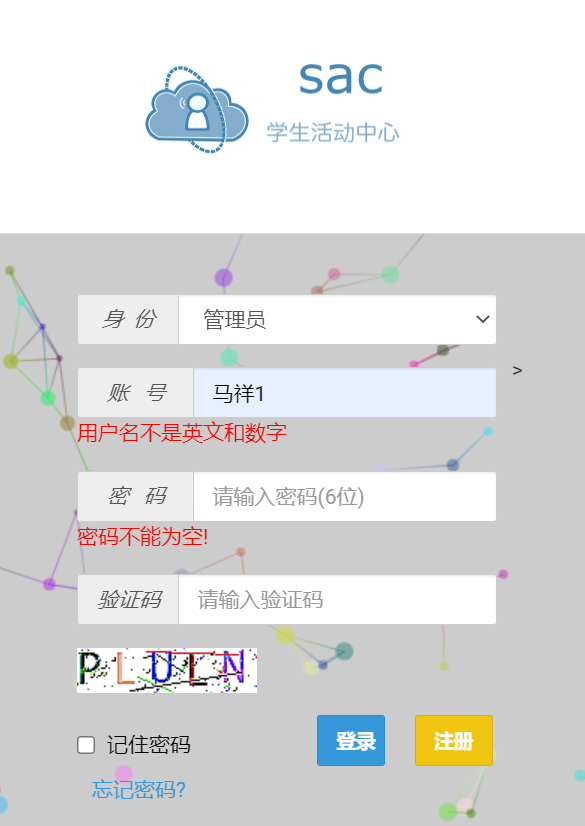 sac
学生活动中心
身 份 管理员
账 号 马祥1 >
用户名不是英文和数字
密 码 请输入密码(6位)
密码不能为空!
验证码 请输入验证码
PLULN
记住密码 登录 注册
忘记密码?